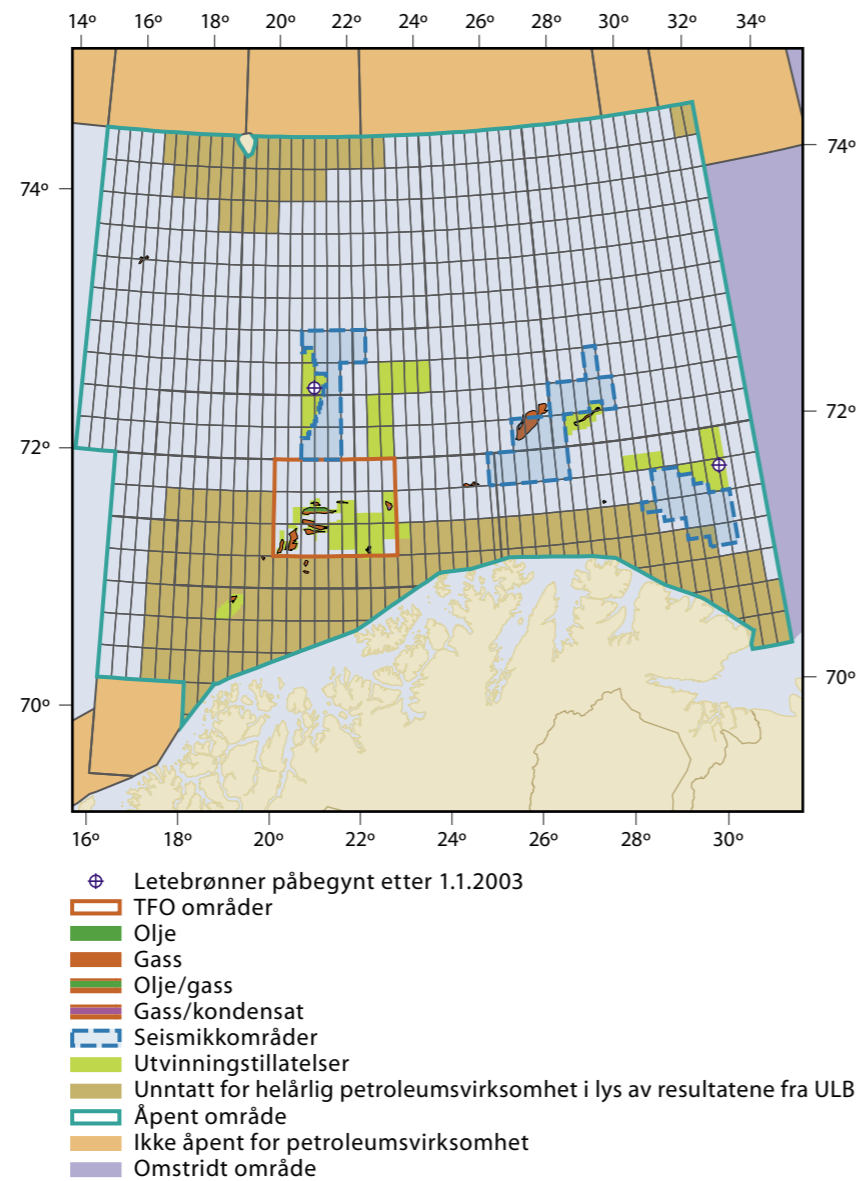 14º 16º 18º 20º 22º 24º 26º 28º 30º 32º 34º
74º
74º
72º
72º
70º
70º
16º 18º 20º 22º 24º 26º 28º 30º
Letebrønner påbegynt etter 1.1.2003
TFO områder
Olje
Gass
Olje/gass
Gass/kondensat
Seismikkområder
Utvinningstillatelser
Unntatt for helårlig petroleumsvirksomhet i lys av resultatene fra ULB
Åpent område
Ikke åpent for petroleumsvirksomhet
Omstridt område